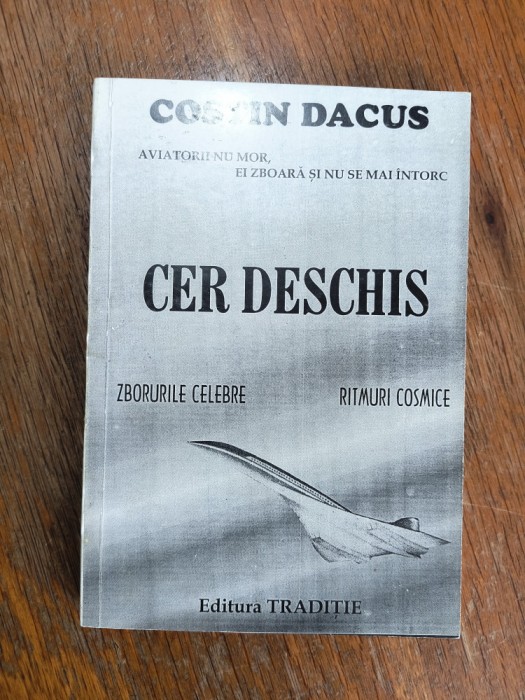 COSTIN DACUS
AVIATORII NU MOR,
EI ZBOARĂ ȘI NU SE MAI ÎNTORC
CER DESCHIS
ZBORURILE CELEBRE
RITMURI COSMICE
Editura TRADIȚIE